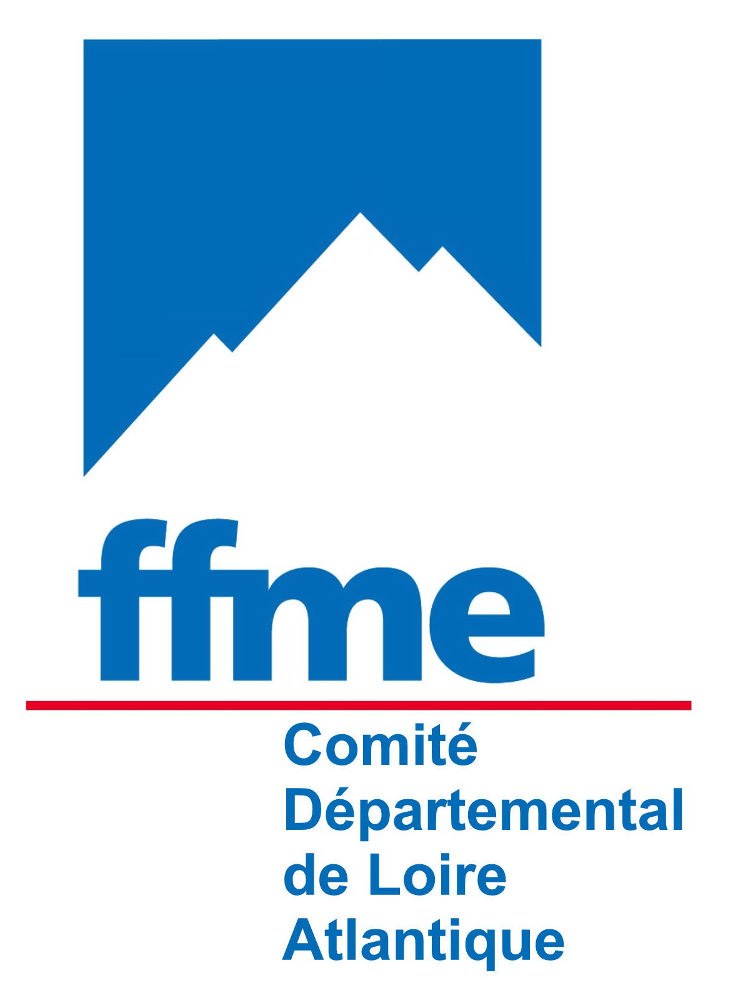 ffme
Comité
Départemental
de Loire
Atlantique